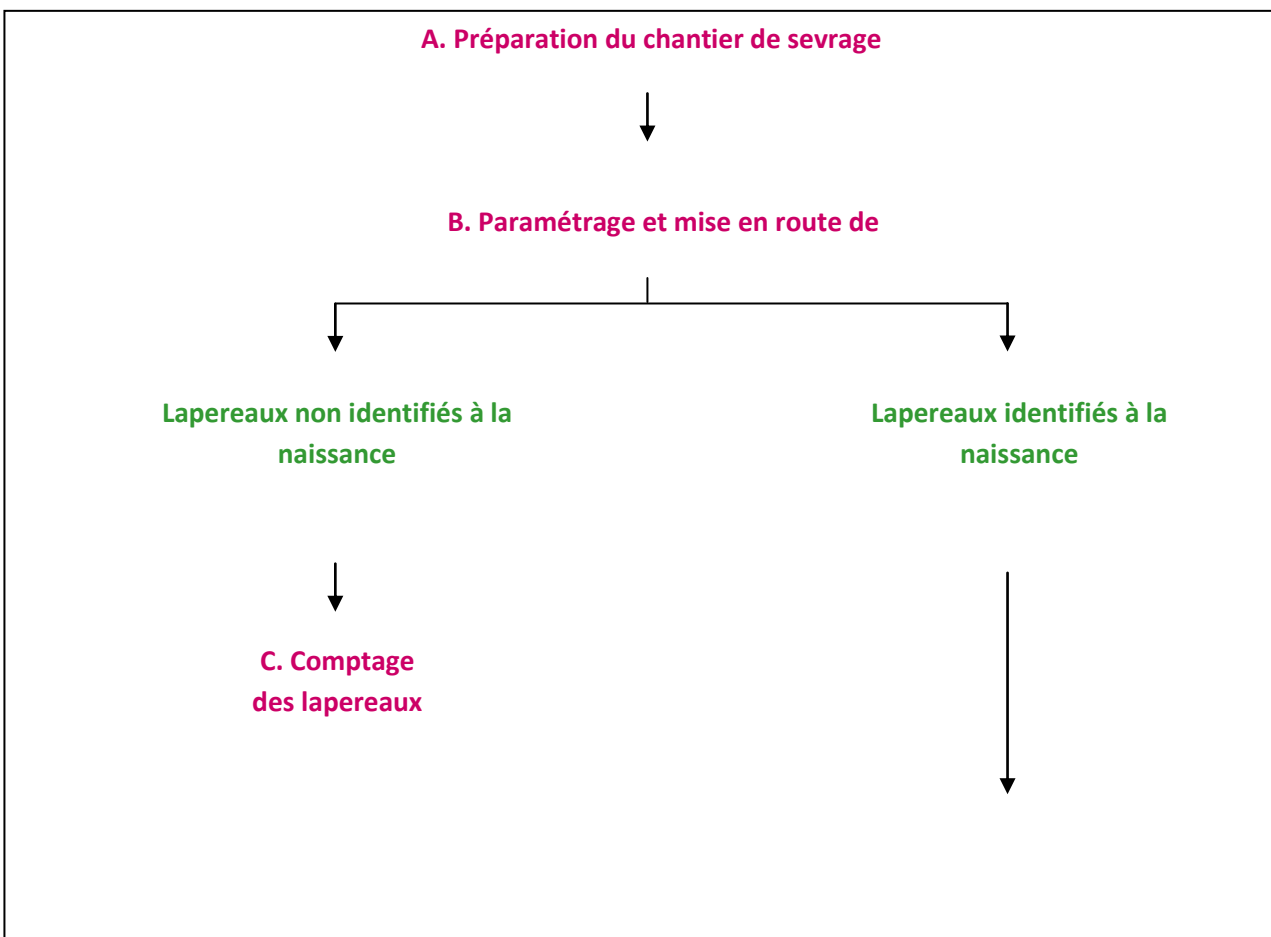 A. Préparation du chantier de sevrage
B. Paramétrage et mise en route de
Lapereaux non identifiés à la
naissance
Lapereaux identifiés à la
naissance
C. Comptage
des lapereaux